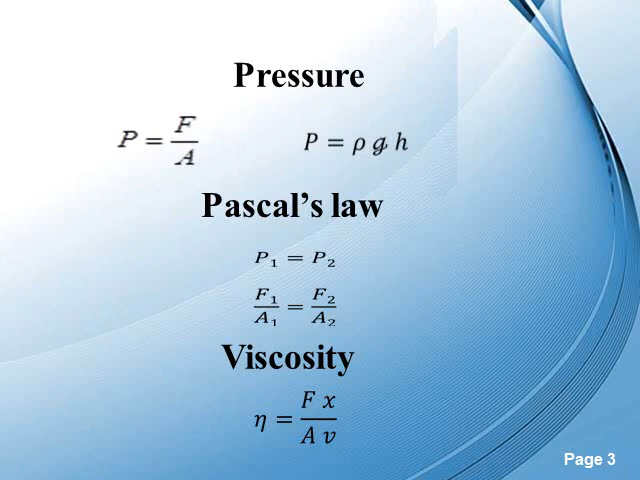 Pressure
P = F/A    P = ρ g h
Pascal’s law
P₁ = P₂
F₁/A₁ = F₂/A₂
Viscosity
η = F x / A v
Page 3